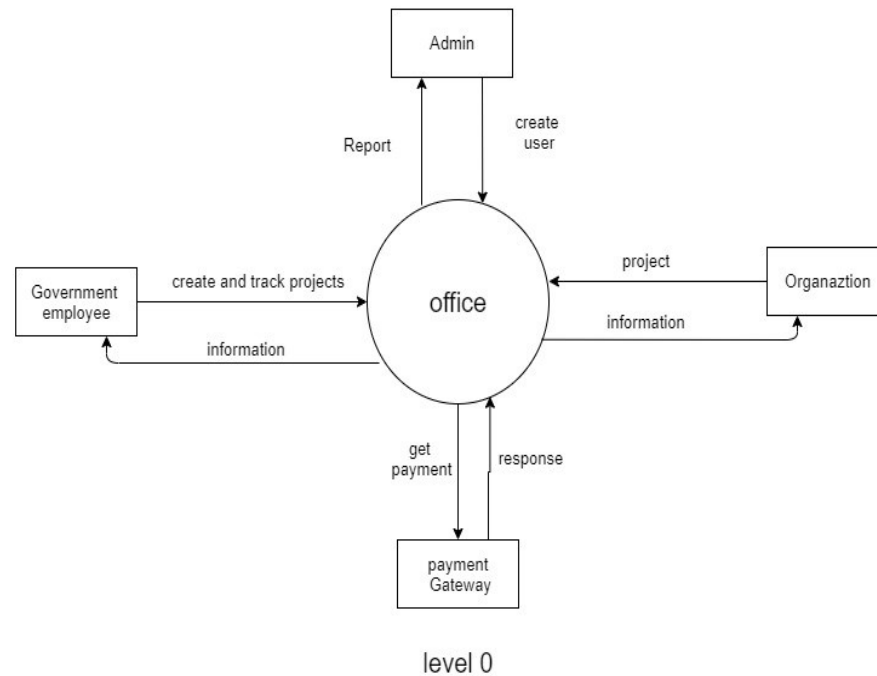 Admin
create
user
Report
project
Organaztion
create and track projects
Government
employee
office
information
information
get
payment
response
payment
Gateway
level 0